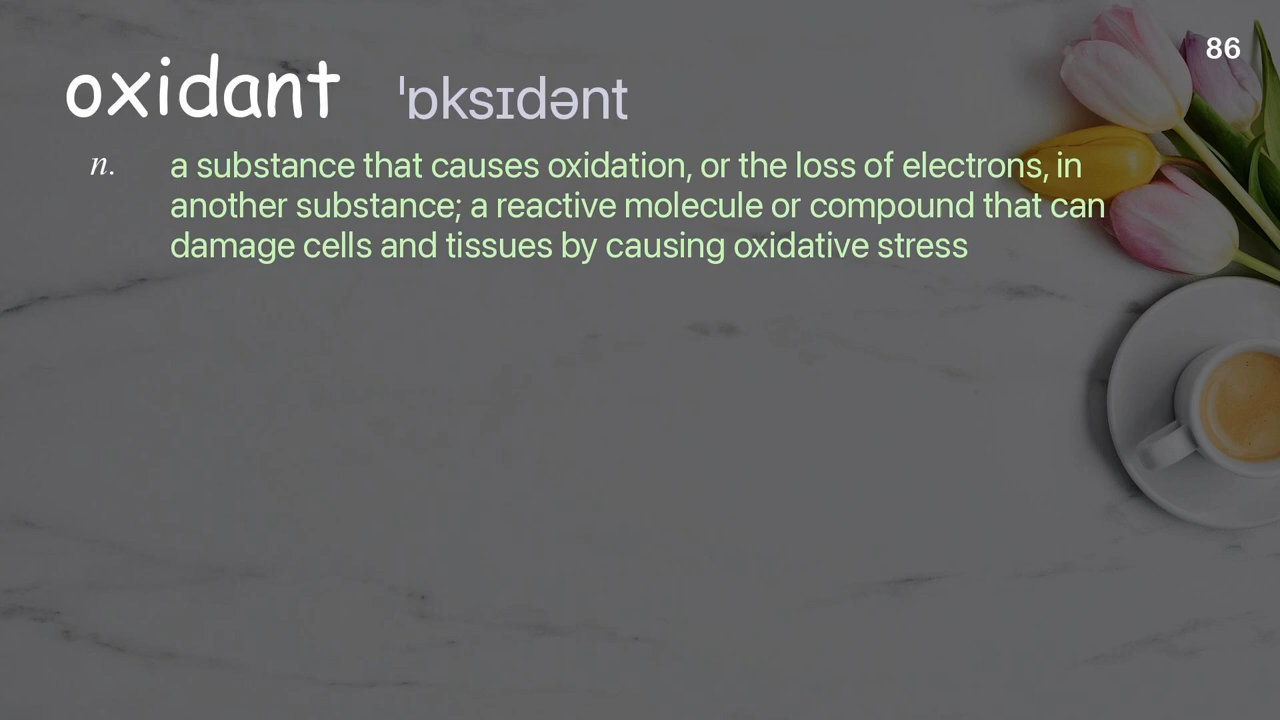 86
oxidant ˈɒksɪdənt
n. a substance that causes oxidation, or the loss of electrons, in
another substance; a reactive molecule or compound that can
damage cells and tissues by causing oxidative stress